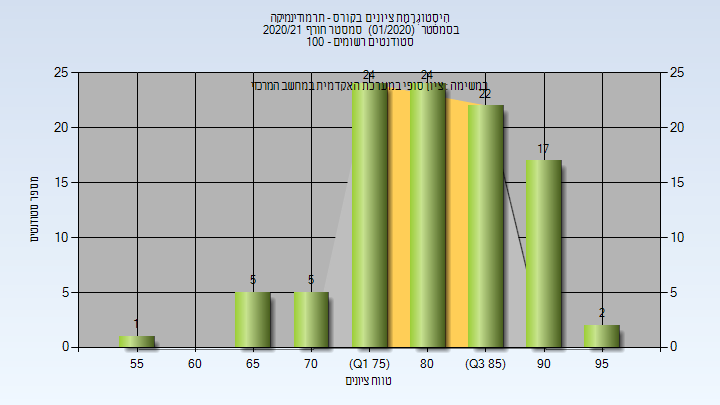 היסטוגרמת ציונים בקורס - תרמודינמיקה
בסמסטר (01/2020) סמסטר חורף 2020/21
סטודנטים רשומים - 100
במשימה - ציון סופי במערכת האקדמית במחשב המרכזי
25 24 24 25
22
20 20
17
15 15
מספר סטודנטים
10 10
5 5 5 5
1 2
0 0
55 60 65 70 (Q1 75) 80 (Q3 85) 90 95
טווח ציונים